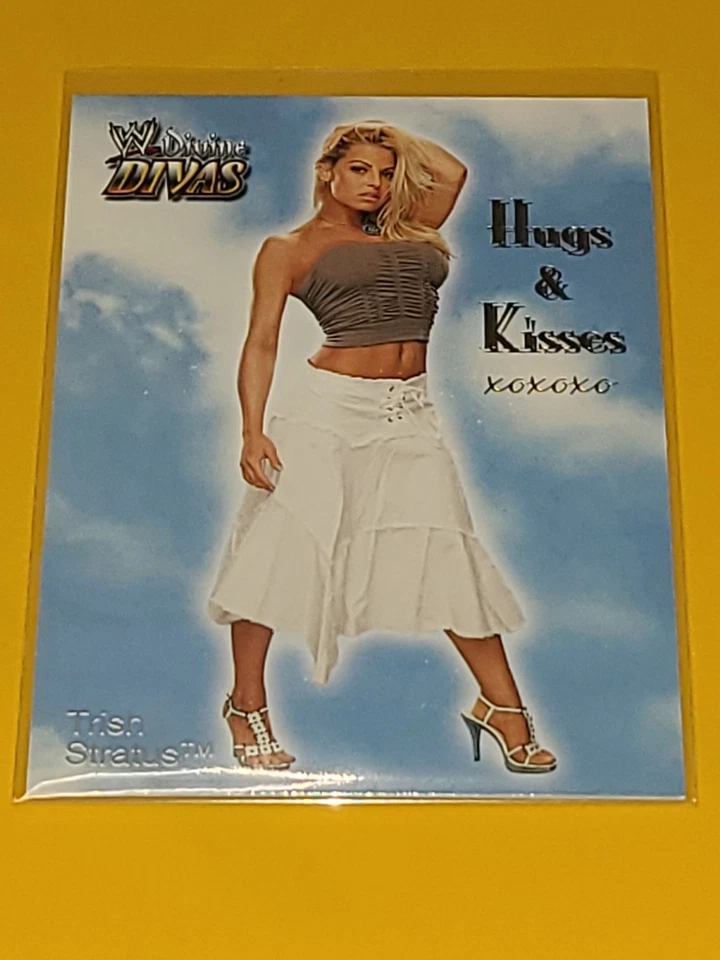 W Divine
DIVAS
Hugs
&
Kisses
xoxoxo
Trish
Stratus™